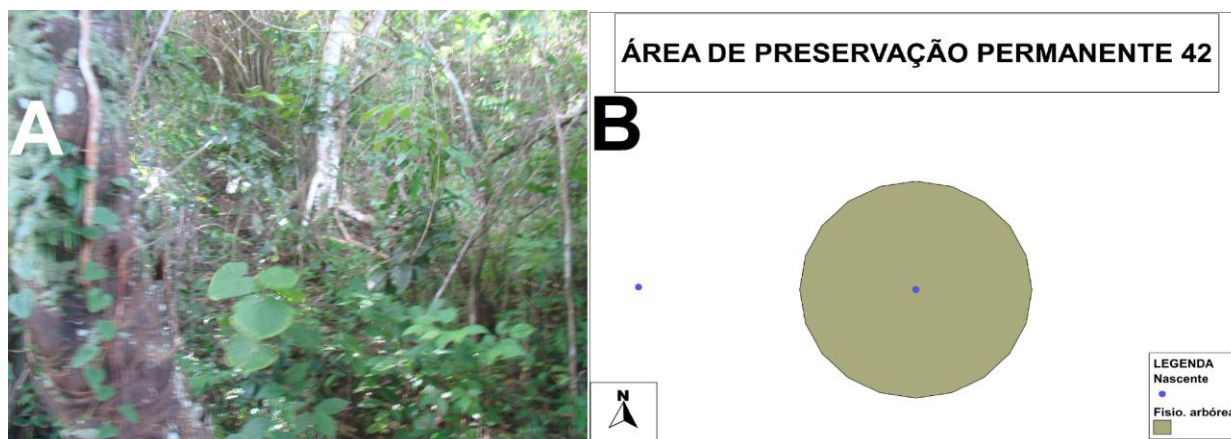 A
ÁREA DE PRESERVAÇÃO PERMANENTE 42
B
N
LEGENDA
Nascente
Fisio. arbórea